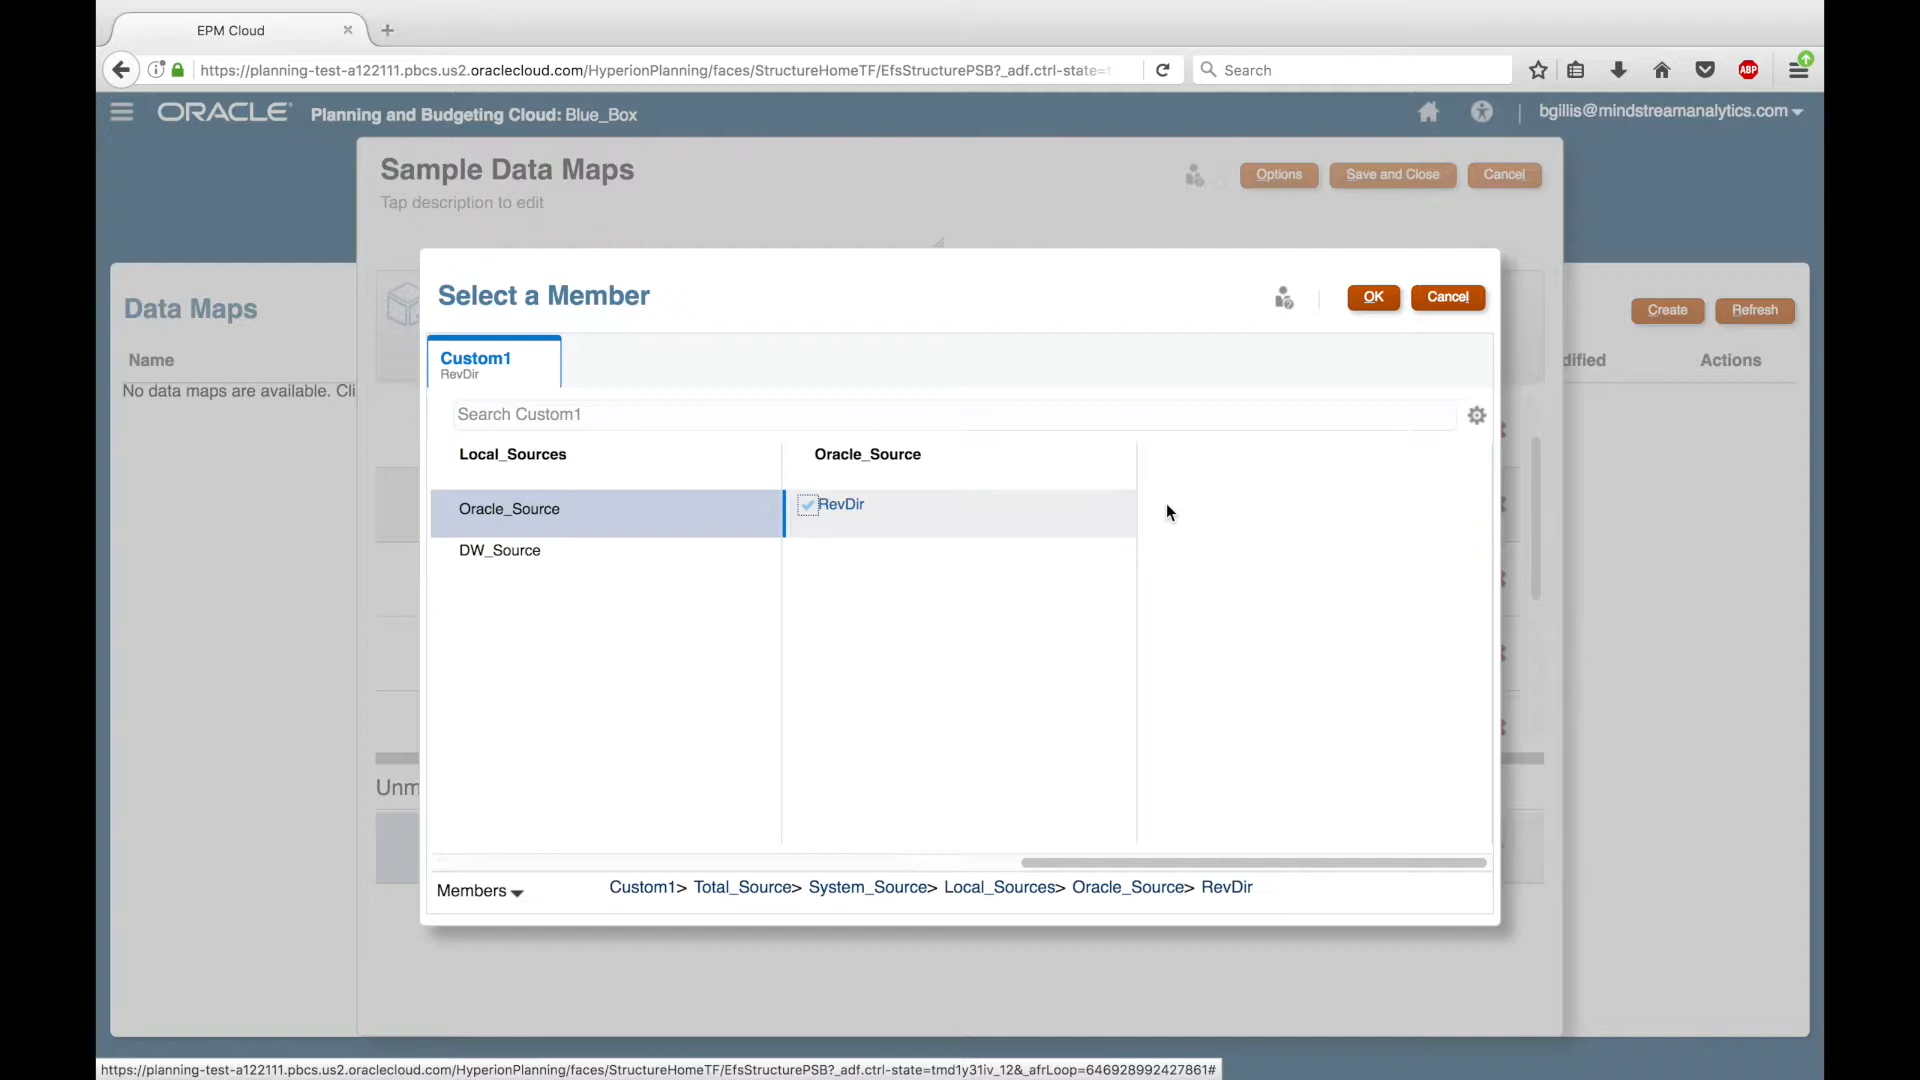 EPM Cloud
https://planning-test-a122111.pbcs.us2.oraclecloud.com/HyperionPlanning/faces/StructureHomeTF/EfsStructurePSB?_adf.ctrl-state=t
Search
ABP
ORACLE Planning and Budgeting Cloud: Blue_Box
bgillis@mindstreamanalytics.com
Sample Data Maps
Options
Save and Close
Cancel
Tap description to edit
Data Maps
Create
Refresh
Name
dified
Actions
No data maps are available. Cli
Select a Member
OK
Cancel
Custom1
RevDir
Search Custom1
Local_Sources
Oracle_Source
Oracle_Source
RevDir
DW_Source
Unm
Members
Custom1> Total_Source> System_Source> Local_Sources> Oracle_Source> RevDir
https://planning-test-a122111.pbcs.us2.oraclecloud.com/HyperionPlanning/faces/StructureHomeTF/EfsStructurePSB?_adf.ctrl-state=tmd1y31iv_12&_afrLoop=646928992427861#